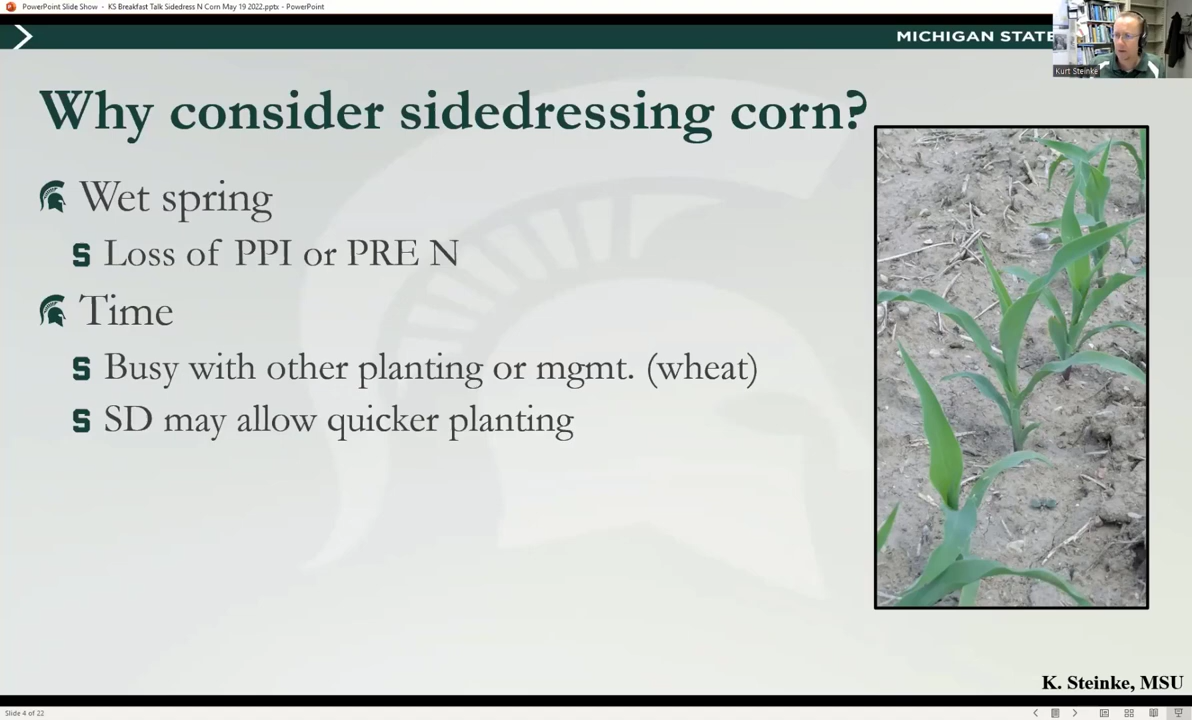 PowerPoint Slide Show - KS Breakfast Talk Sidedress N Corn May 19 2022.pptx - PowerPoint
MICHIGAN STATE
Kurt Steinke
Why consider sidedressing corn?
Wet spring
Loss of PPI or PRE N
Time
Busy with other planting or mgmt. (wheat)
SD may allow quicker planting
K. Steinke, MSU
Slide 4 of 22